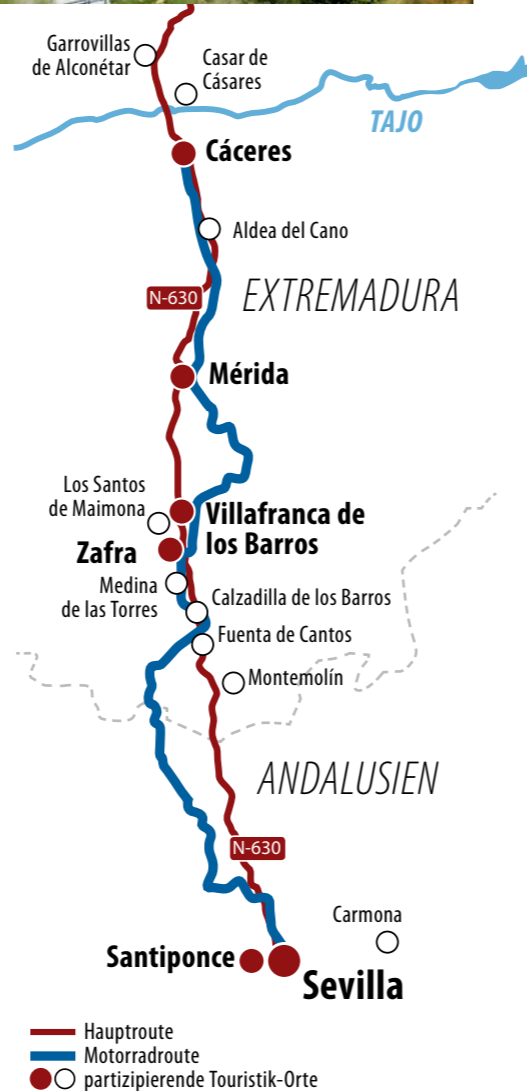 Garrovillas
de Alconétar
Casar de
Cásares
TAJO
Cáceres
Aldea del Cano
N-630
EXTREMADURA
Mérida
Los Santos
de Maimona
Villafranca de
los Barros
Zafra
Medina
de las Torres
Calzadilla de los Barros
Fuenta de Cantos
Montemolín
ANDALUSIEN
N-630
Carmona
Santiponce
Sevilla
Hauptroute
Motorradroute
partizipierende Touristik-Orte